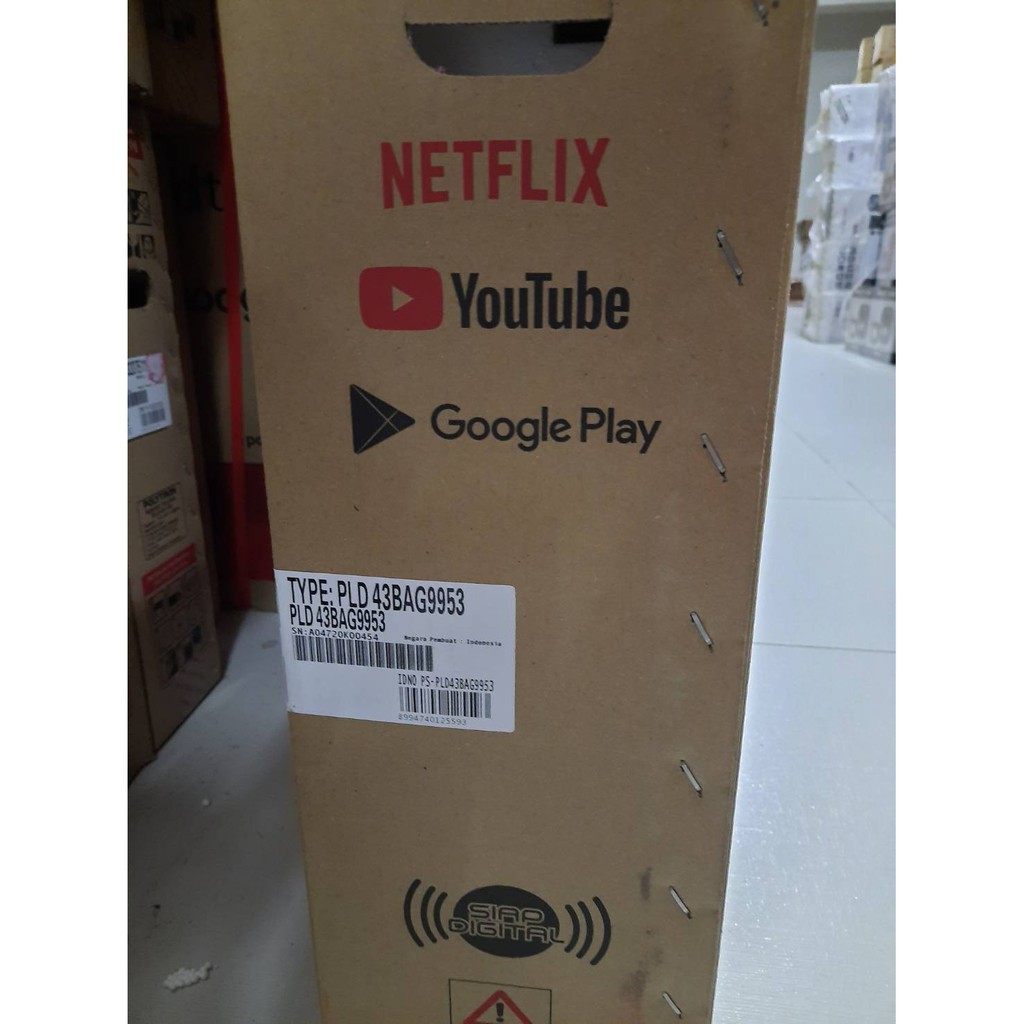 NETFLIX
YouTube
Google Play
TYPE: PLD 43BAG9953
PLD 43BAG9953
SN:A04720K00454
Negara Pembuat : Indonesia
IDNO PS-PLD43BAG9953
8994740125593
SIAP
DIGITAL
POLYTRON